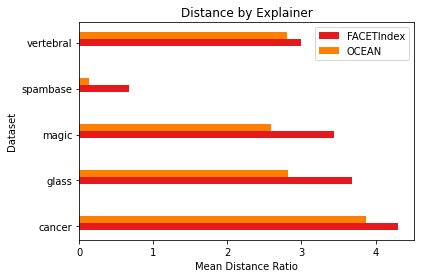 Distance by Explainer
FACETIndex
OCEAN
vertebral
spambase
magic
glass
cancer
Dataset
0 1 2 3 4
Mean Distance Ratio